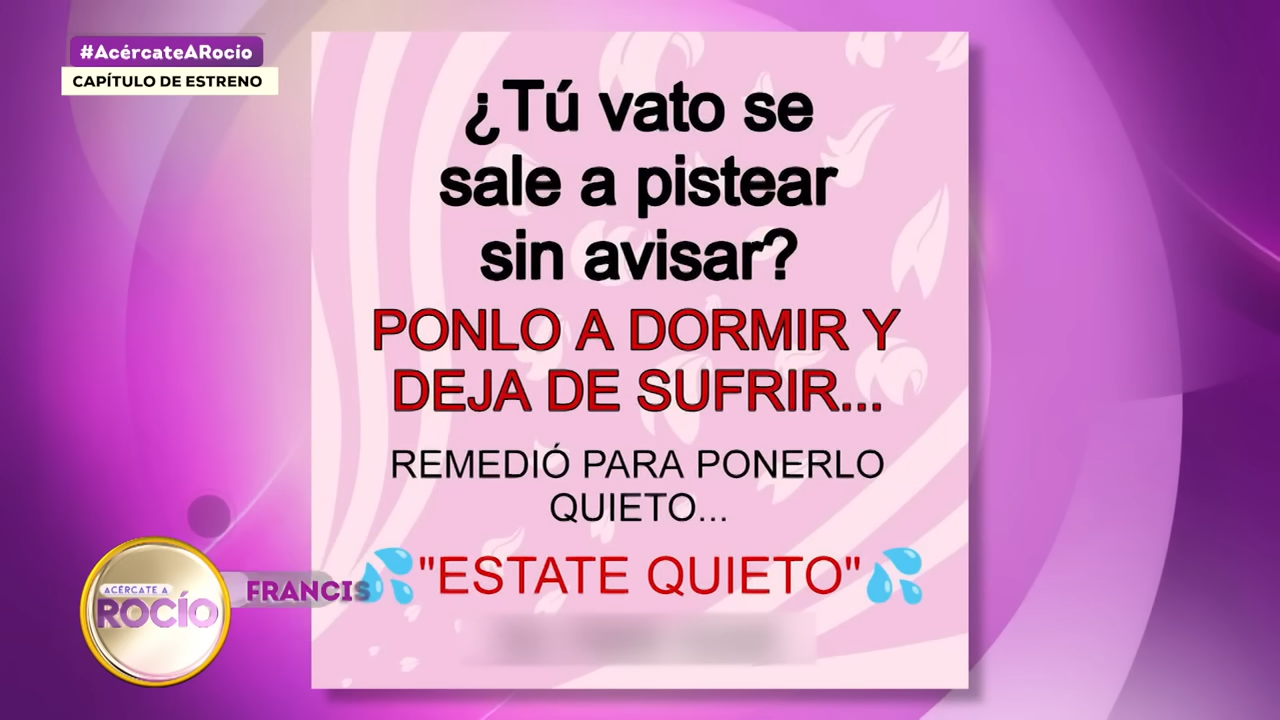 #AcércateARocío
CAPÍTULO DE ESTRENO
¿Tú vato se
sale a pistear
sin avisar?
PONLO A DORMIR Y
DEJA DE SUFRIR...
REMEDIÓ PARA PONERLO
QUIETO...
💦"ESTATE QUIETO"💦
ACÉRCATE A
ROCÍO
FRANCIS